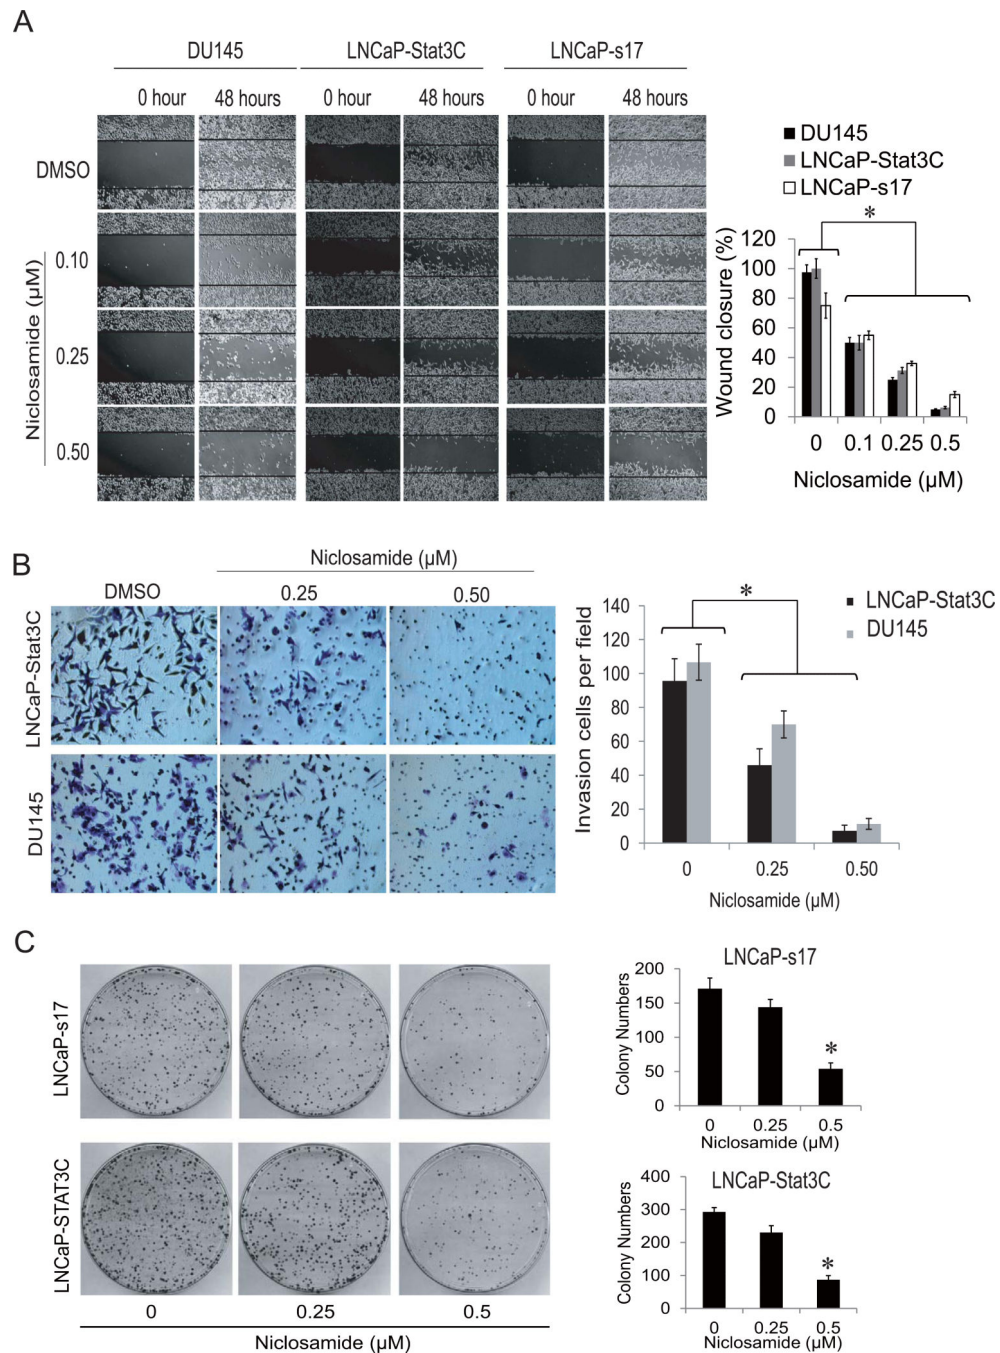 A
DU145 LNCaP-Stat3C LNCaP-s17
0 hour 48 hours 0 hour 48 hours 0 hour 48 hours
DMSO
Niclosamide (µM)
0.10
0.25
0.50
DU145
LNCaP-Stat3C
LNCaP-s17
*
Wound closure (%)
120
100
80
60
40
20
0
0 0.1 0.25 0.5
Niclosamide (µM)
B
Niclosamide (µM)
DMSO 0.25 0.50
LNCaP-Stat3C
DU145
*
LNCaP-Stat3C
DU145
Invasion cells per field
140
120
100
80
60
40
20
0
0 0.25 0.50
Niclosamide (µM)
C
LNCaP-s17
LNCaP-STAT3C
0 0.25 0.5
Niclosamide (µM)
LNCaP-s17
Colony Numbers
200
150
100
50
0
*
0 0.25 0.5
Niclosamide (µM)
LNCaP-Stat3C
Colony Numbers
400
300
200
100
0
*
0 0.25 0.5
Niclosamide (µM)